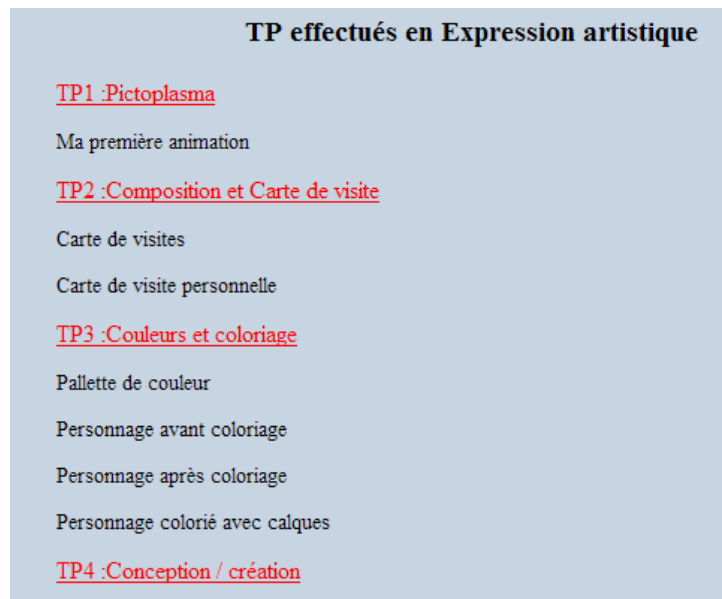 TP effectués en Expression artistique
TP1 :Pictoplasma
Ma première animation
TP2 :Composition et Carte de visite
Carte de visites
Carte de visite personnelle
TP3 :Couleurs et coloriage
Pallette de couleur
Personnage avant coloriage
Personnage après coloriage
Personnage colorié avec calques
TP4 :Conception / création